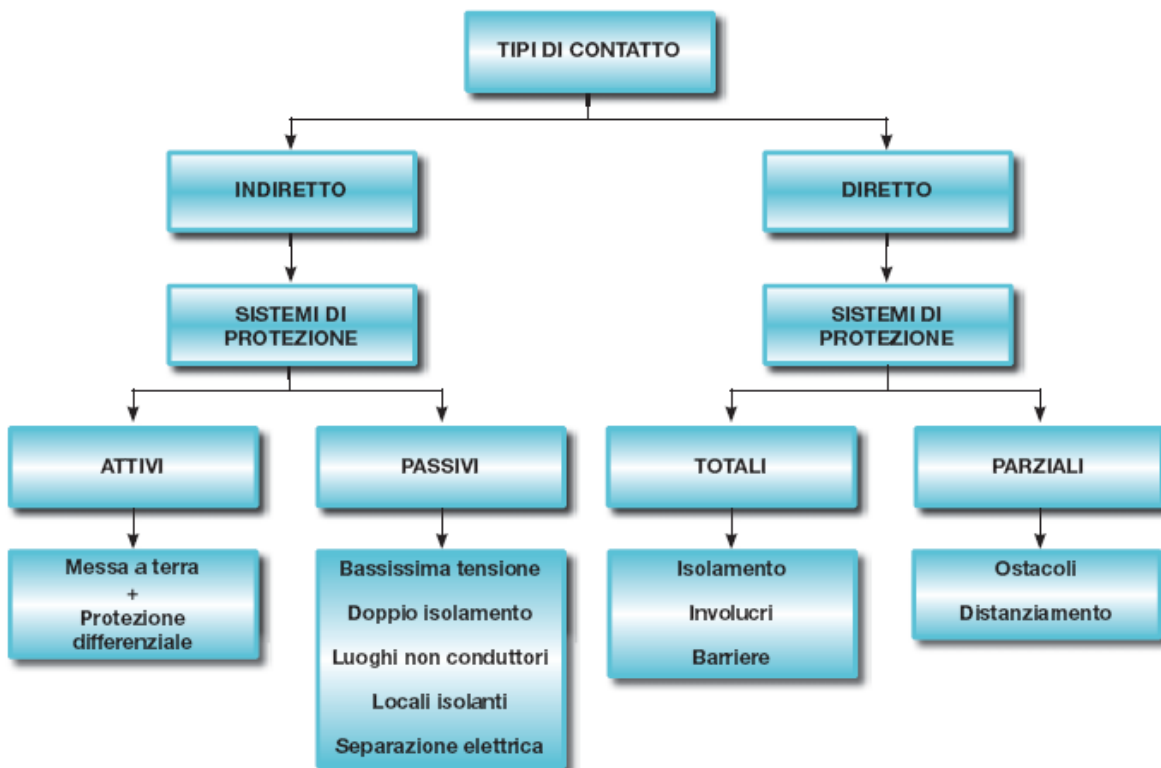 TIPI DI CONTATTO
INDIRETTO
DIRETTO
SISTEMI DI
PROTEZIONE
SISTEMI DI
PROTEZIONE
ATTIVI
PASSIVI
TOTALI
PARZIALI
Messa a terra
+
Protezione
differenziale
Bassissima tensione
Doppio isolamento
Luoghi non conduttori
Locali isolanti
Separazione elettrica
Isolamento
Involucri
Barriere
Ostacoli
Distanziamento